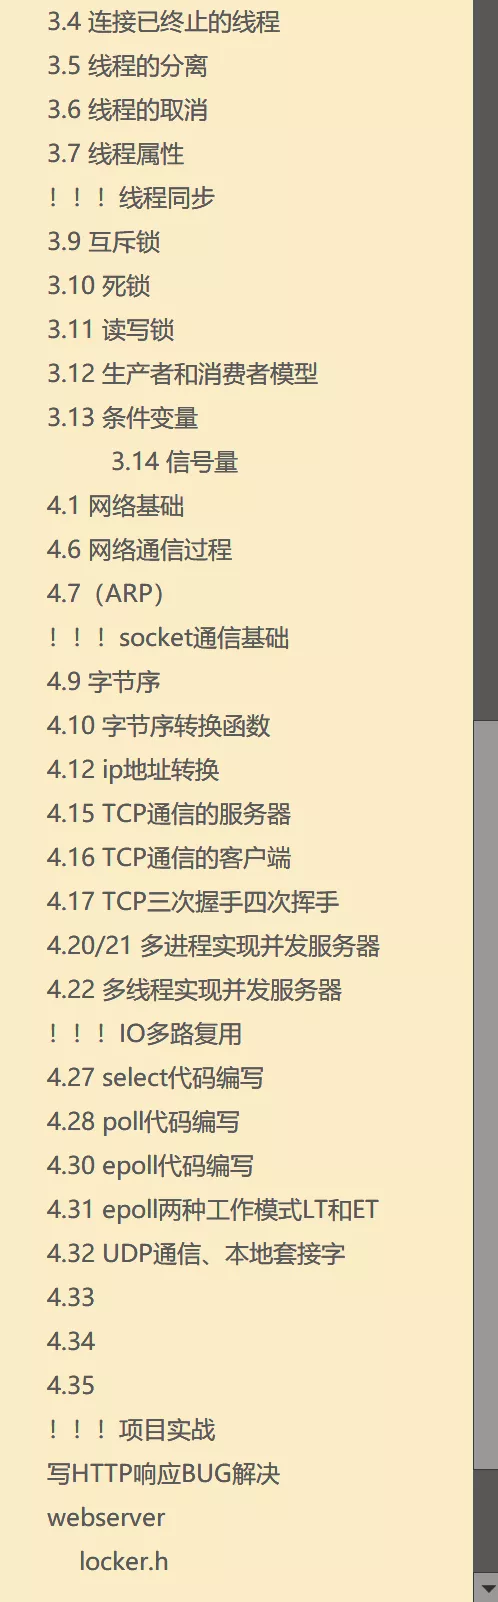 3.4 连接已终止的线程
3.5 线程的分离
3.6 线程的取消
3.7 线程属性
！！！线程同步
3.9 互斥锁
3.10 死锁
3.11 读写锁
3.12 生产者和消费者模型
3.13 条件变量
3.14 信号量
4.1 网络基础
4.6 网络通信过程
4.7（ARP）
！！！socket通信基础
4.9 字节序
4.10 字节序转换函数
4.12 ip地址转换
4.15 TCP通信的服务器
4.16 TCP通信的客户端
4.17 TCP三次握手四次挥手
4.20/21 多进程实现并发服务器
4.22 多线程实现并发服务器
！！！IO多路复用
4.27 select代码编写
4.28 poll代码编写
4.30 epoll代码编写
4.31 epoll两种工作模式LT和ET
4.32 UDP通信、本地套接字
4.33
4.34
4.35
！！！项目实战
写HTTP响应BUG解决
webserver
locker.h